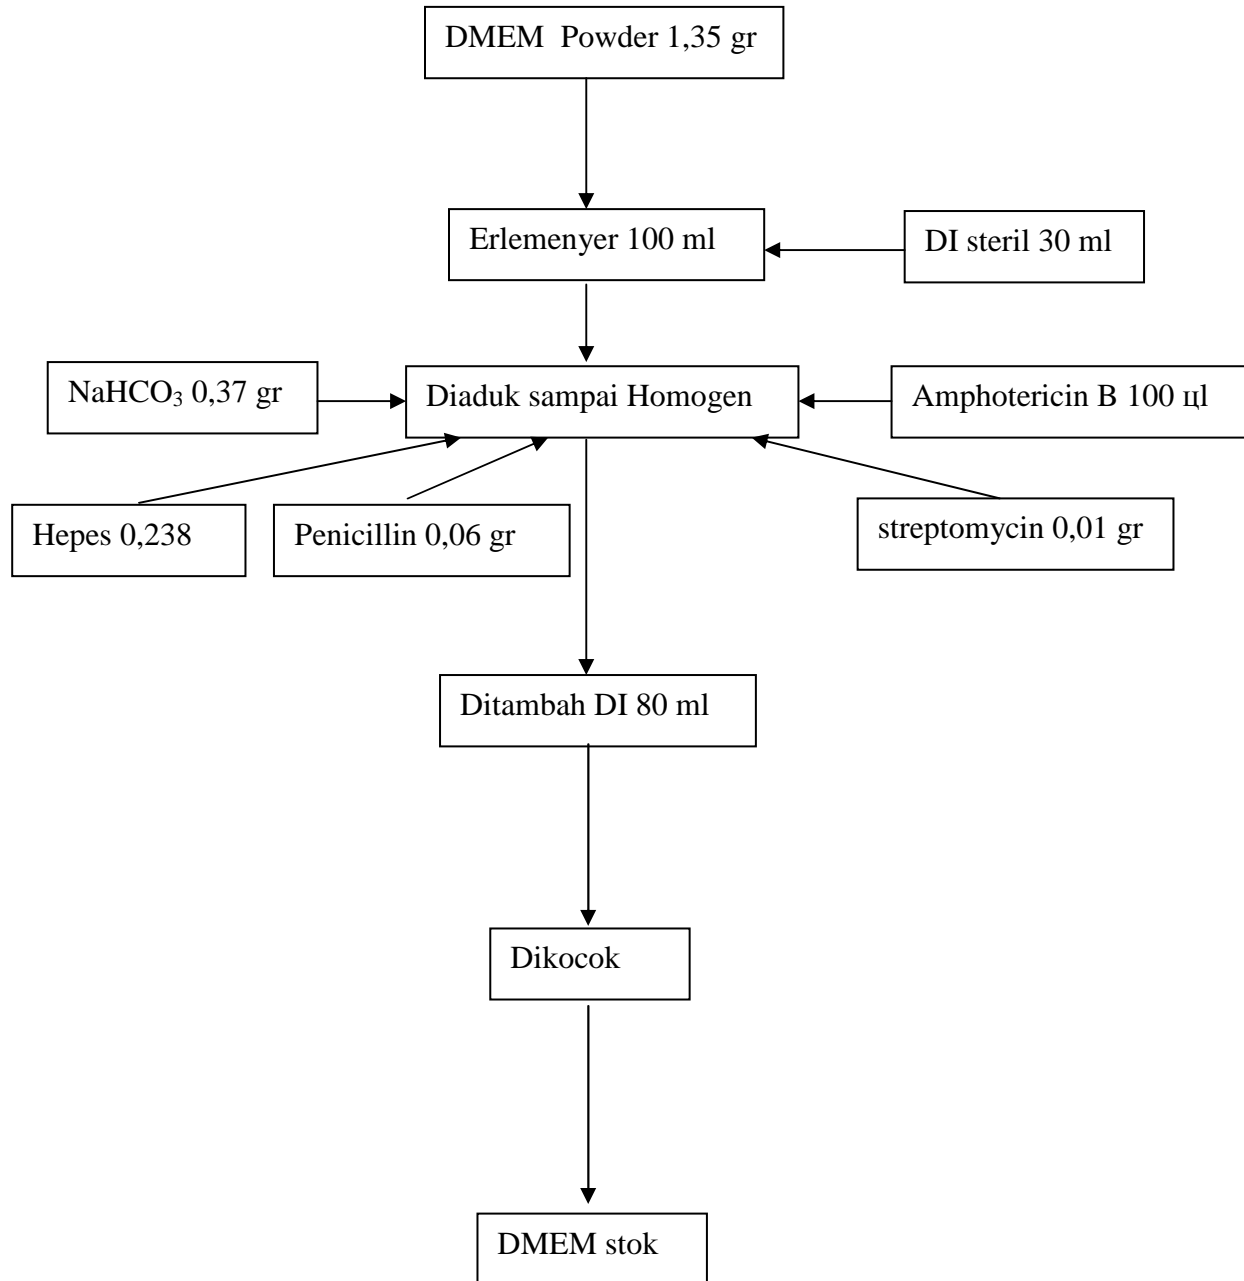 DMEM  Powder 1,35 gr
Erlemenyer 100 ml
DI steril 30 ml
NaHCO₃ 0,37 gr
Diaduk sampai Homogen
Amphotericin B 100 цl
Hepes 0,238
Penicillin 0,06 gr
streptomycin 0,01 gr
Ditambah DI 80 ml
Dikocok
DMEM stok